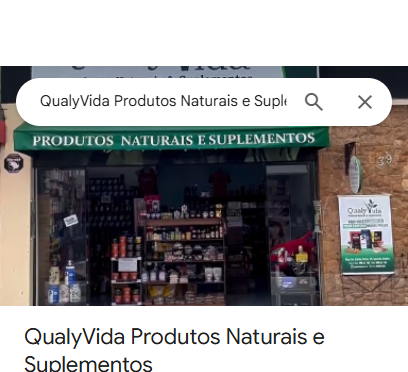 QualyVida Produtos Naturais e Suple
PRODUTOS NATURAIS E SUPLEMENTOS
39
Qualy Vida
QualyVida Produtos Naturais e
Suplementos